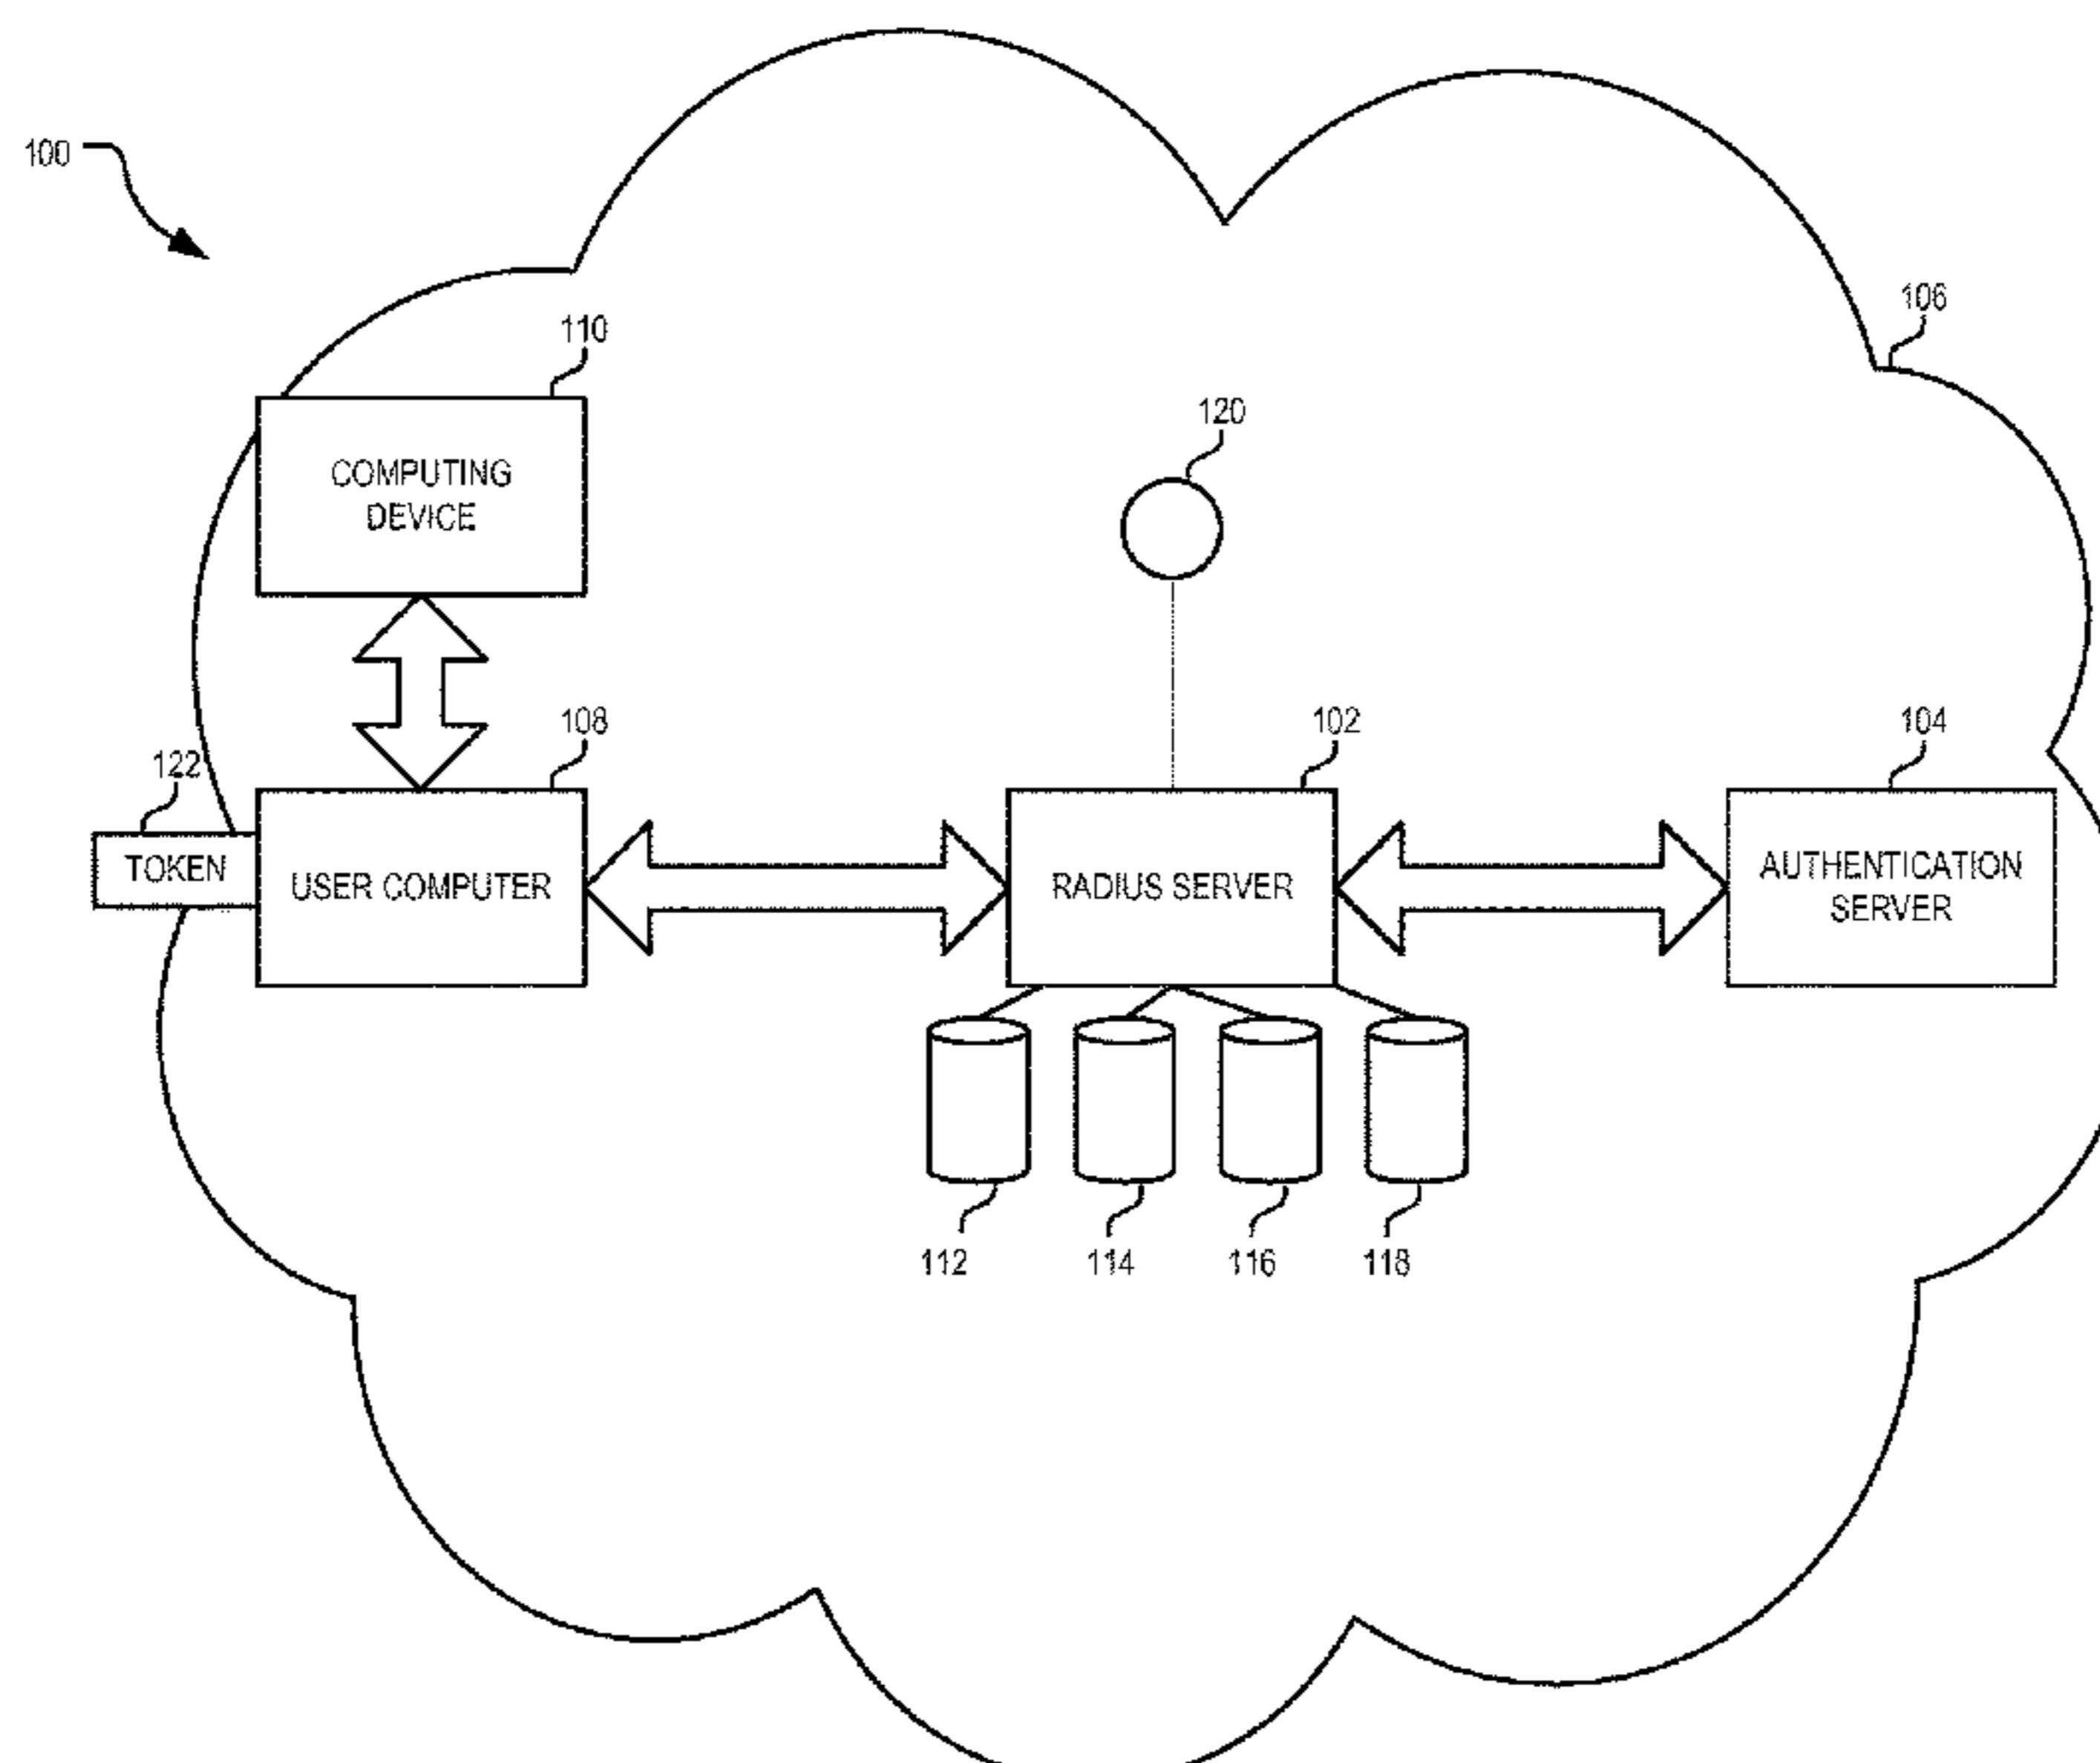 100
106
110
COMPUTING
DEVICE
120
108
102
104
122
TOKEN
USER COMPUTER
RADIUS SERVER
AUTHENTICATION
SERVER
112
114
116
118